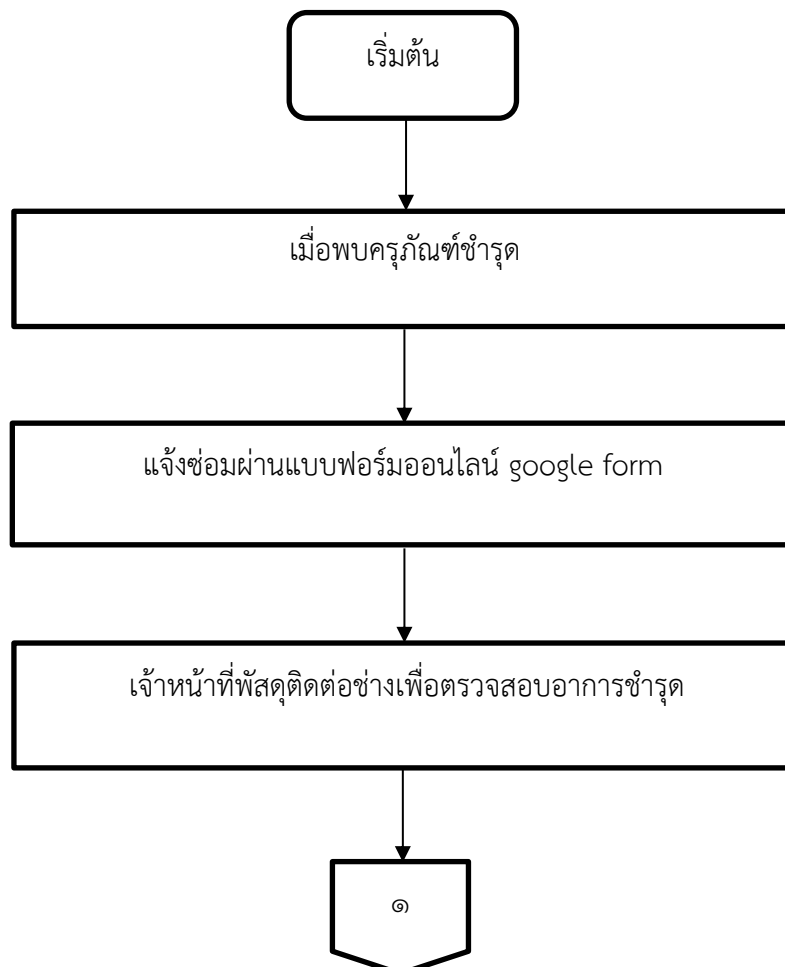 เริ่มต้น
เมื่อพบครุภัณฑ์ชำรุด
แจ้งซ่อมผ่านแบบฟอร์มออนไลน์ google form
เจ้าหน้าที่พัสดุติดต่อช่างเพื่อตรวจสอบอาการชำรุด
๑